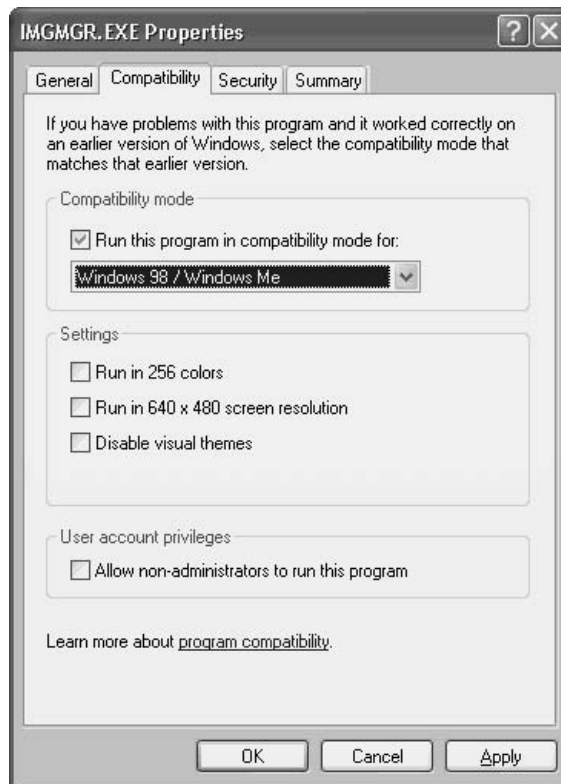 IMGMGR.EXE Properties
General Compatibility Security Summary
If you have problems with this program and it worked correctly on
an earlier version of Windows, select the compatibility mode that
matches that earlier version.
Compatibility mode
Run this program in compatibility mode for:
Windows 98 / Windows Me
Settings
Run in 256 colors
Run in 640 x 480 screen resolution
Disable visual themes
User account privileges
Allow non-administrators to run this program
Learn more about program compatibility.
OK Cancel Apply